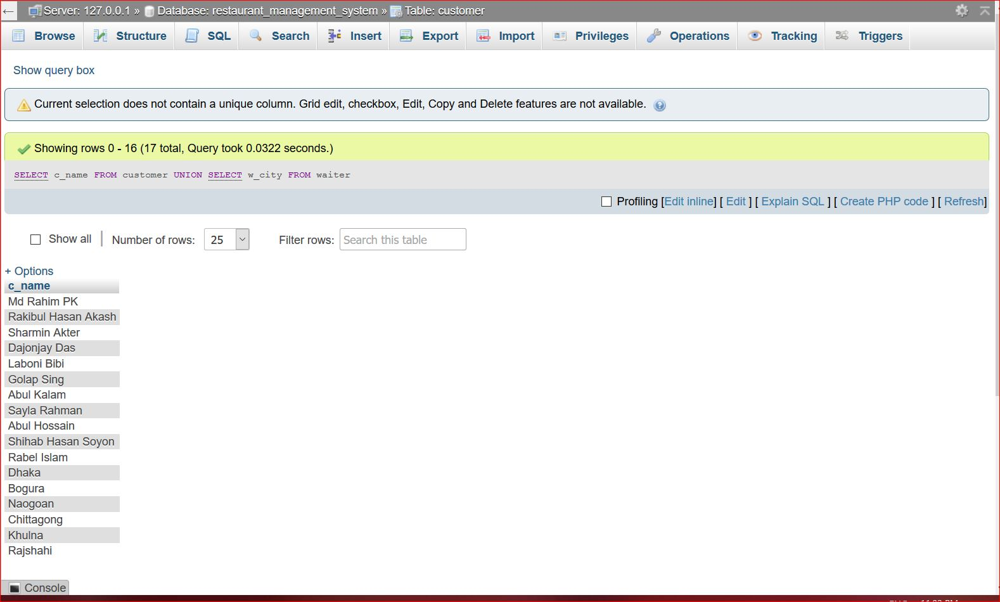 ← Server: 127.0.0.1 » Database: restaurant_management_system » Table: customer
Browse Structure SQL Search Insert Export Import Privileges Operations Tracking Triggers
Show query box
Current selection does not contain a unique column. Grid edit, checkbox, Edit, Copy and Delete features are not available.
Showing rows 0 - 16 (17 total, Query took 0.0322 seconds.)
SELECT c_name FROM customer UNION SELECT w_city FROM waiter
Profiling [Edit inline] [ Edit ] [ Explain SQL ] [ Create PHP code ] [ Refresh]
Show all | Number of rows: 25 Filter rows: Search this table
+ Options
c_name
Md Rahim PK
Rakibul Hasan Akash
Sharmin Akter
Dajonjay Das
Laboni Bibi
Golap Sing
Abul Kalam
Sayla Rahman
Abul Hossain
Shihab Hasan Soyon
Rabel Islam
Dhaka
Bogura
Naogoan
Chittagong
Khulna
Rajshahi
Console